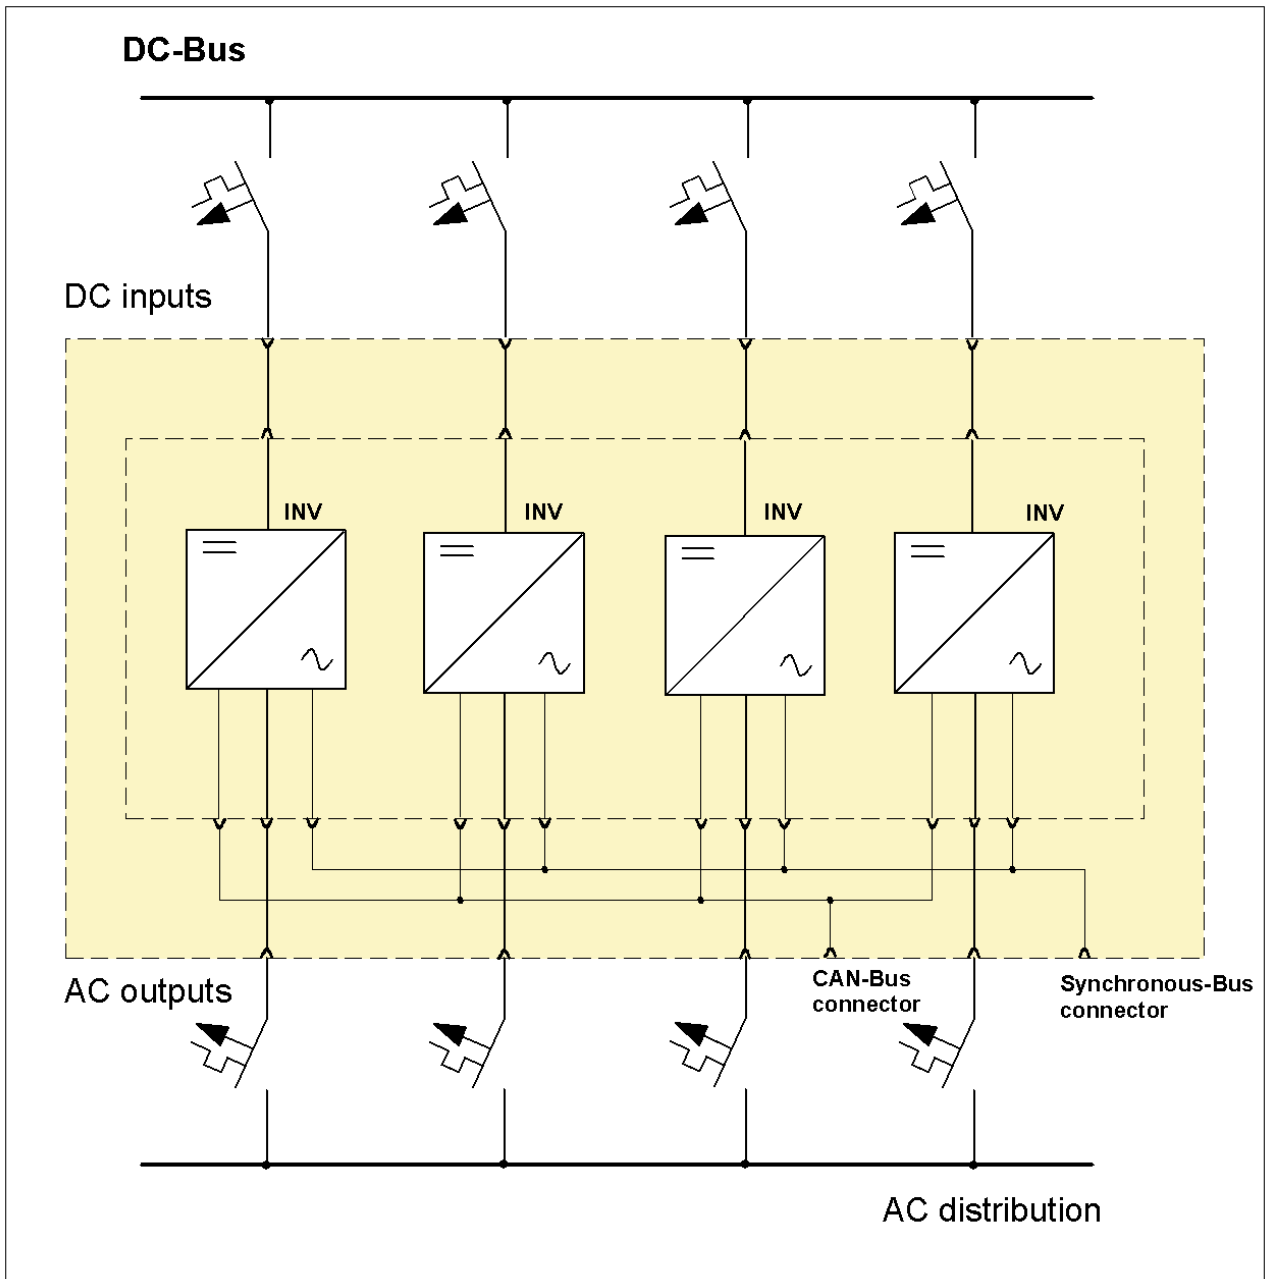 DC-Bus
DC inputs
INV
INV
INV
INV
AC outputs
CAN-Bus
connector
Synchronous-Bus
connector
AC distribution